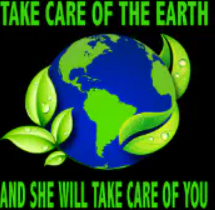 TAKE CARE OF THE EARTH
AND SHE WILL TAKE CARE OF YOU